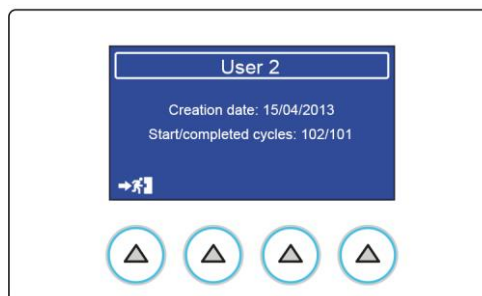 User 2
Creation date: 15/04/2013
Start/completed cycles: 102/101